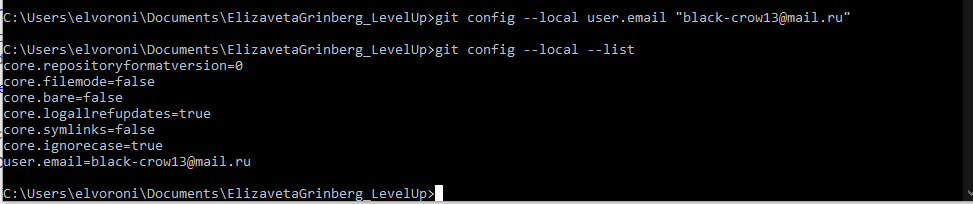 C:\Users\elvoroni\Documents\ElizavetaGrinberg_LevelUp>git config --local user.email "black-crow13@mail.ru"
C:\Users\elvoroni\Documents\ElizavetaGrinberg_LevelUp>git config --local --list
core.repositoryformatversion=0
core.filemode=false
core.bare=false
core.logallrefupdates=true
core.symlinks=false
core.ignorecase=true
user.email=black-crow13@mail.ru
C:\Users\elvoroni\Documents\ElizavetaGrinberg_LevelUp>